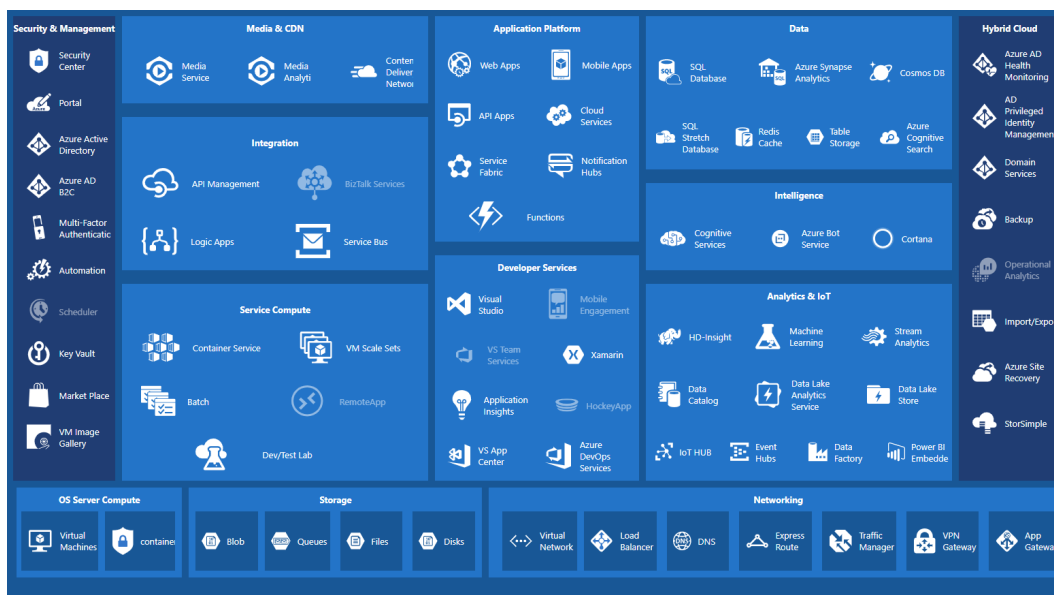 Security & Management
Security
Center
Portal
Azure
Azure Active
Directory
Azure AD
B2C
Multi-Factor
Authenticatic
Automation
Scheduler
Key Vault
Market Place
VM Image
Gallery
Media & CDN
Media
Service
Media
Analyti
Conten
Deliver
Networ
Integration
API Management
BizTalk Services
Logic Apps
Service Bus
Service Compute
Container Service
VM Scale Sets
Batch
RemoteApp
Dev/Test Lab
Application Platform
Web Apps
Mobile Apps
API Apps
Cloud
Services
Service
Fabric
Notification
Hubs
Functions
Developer Services
Visual
Studio
Mobile
Engagement
VS Team
Services
Xamarin
Application
Insights
HockeyApp
VS App
Center
Azure
DevOps
Services
Data
SQL
SQL
Database
SQL
Azure Synapse
Analytics
Cosmos DB
SQL
Stretch
Database
Redis
Cache
Table
Storage
Azure
Cognitive
Search
Intelligence
Cognitive
Services
Azure Bot
Service
Cortana
Analytics & IoT
HD-Insight
Machine
Learning
Stream
Analytics
Data
Catalog
Data Lake
Analytics
Service
Data Lake
Store
IoT HUB
Event
Hubs
Data
Factory
Power BI
Embedde
Hybrid Cloud
Azure AD
Health
Monitoring
AD
Privileged
Identity
Managemen
Domain
Services
Backup
Operational
Analytics
Import/Expo
Azure Site
Recovery
StorSimple
OS Server Compute
Virtual
Machines
container
Storage
Blob
Queues
Files
Disks
Networking
Virtual
Network
Load
Balancer
DNS
DNS
Express
Route
Traffic
Manager
VPN
Gateway
App
Gatewa